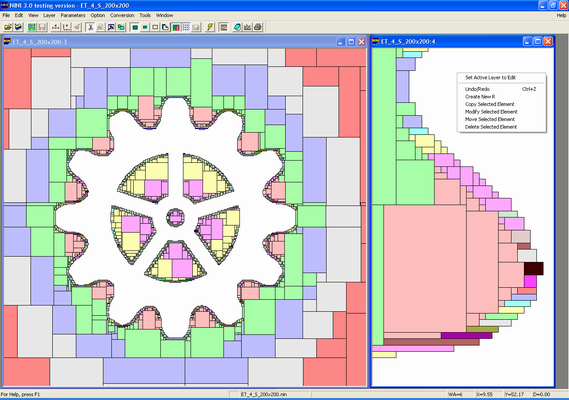 NINI 3.0 testing version - ET_4_S_200x200
File Edit Layer Parameters Option Conversion Tools Window Help
ET_4_S_200x200:3
ET_4_S_200x200:4
Set Active Layer to Edit
Undo/Redo Ctrl+Z
Create New R
Copy Selected Element
Modify Selected Element
Move Selected Element
Delete Selected Element
For Help, press F1 ET_4_S_200x200.nin WA=6 X=9.55 Y=52.17 D=0.00